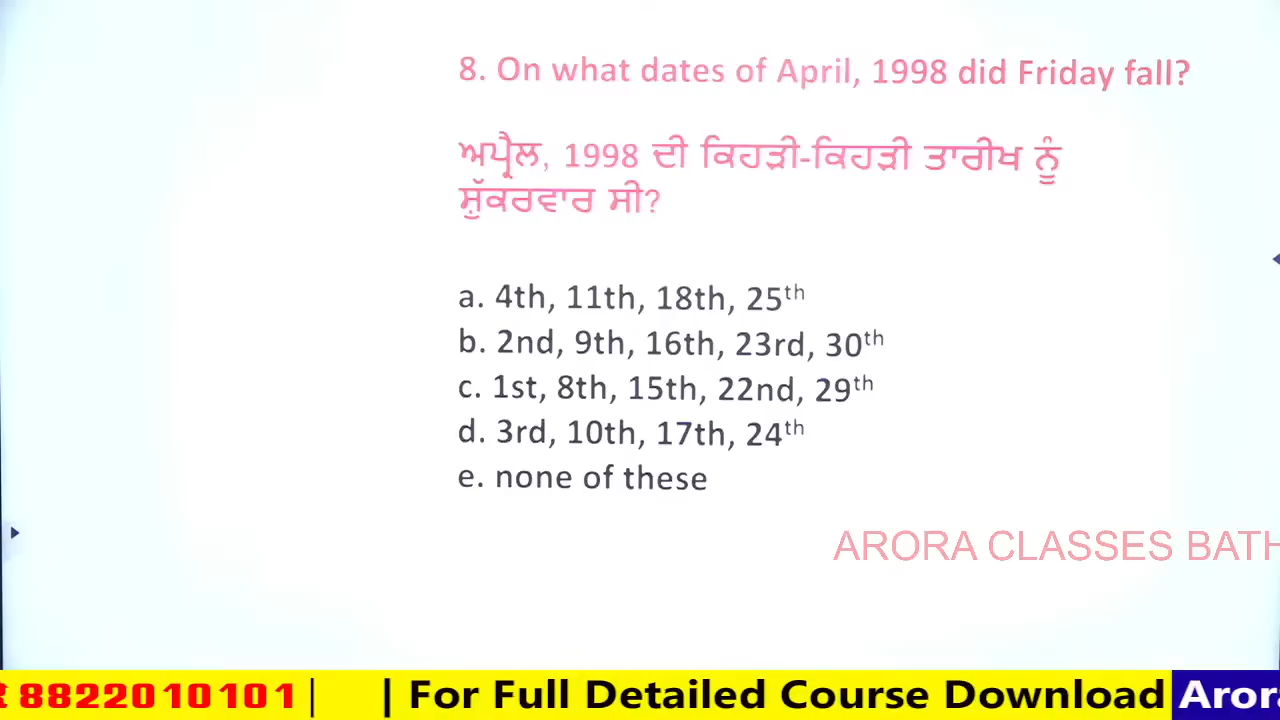 8. On what dates of April, 1998 did Friday fall?
ਅਪ੍ਰੈਲ, 1998 ਦੀ ਕਿਹੜੀ-ਕਿਹੜੀ ਤਾਰੀਖ ਨੂੰ
ਸ਼ੁੱਕਰਵਾਰ ਸੀ?
a. 4th, 11th, 18th, 25th
b. 2nd, 9th, 16th, 23rd, 30th
c. 1st, 8th, 15th, 22nd, 29th
d. 3rd, 10th, 17th, 24th
e. none of these
ARORA CLASSES BATH
R 8822010101 | | For Full Detailed Course Download Aror